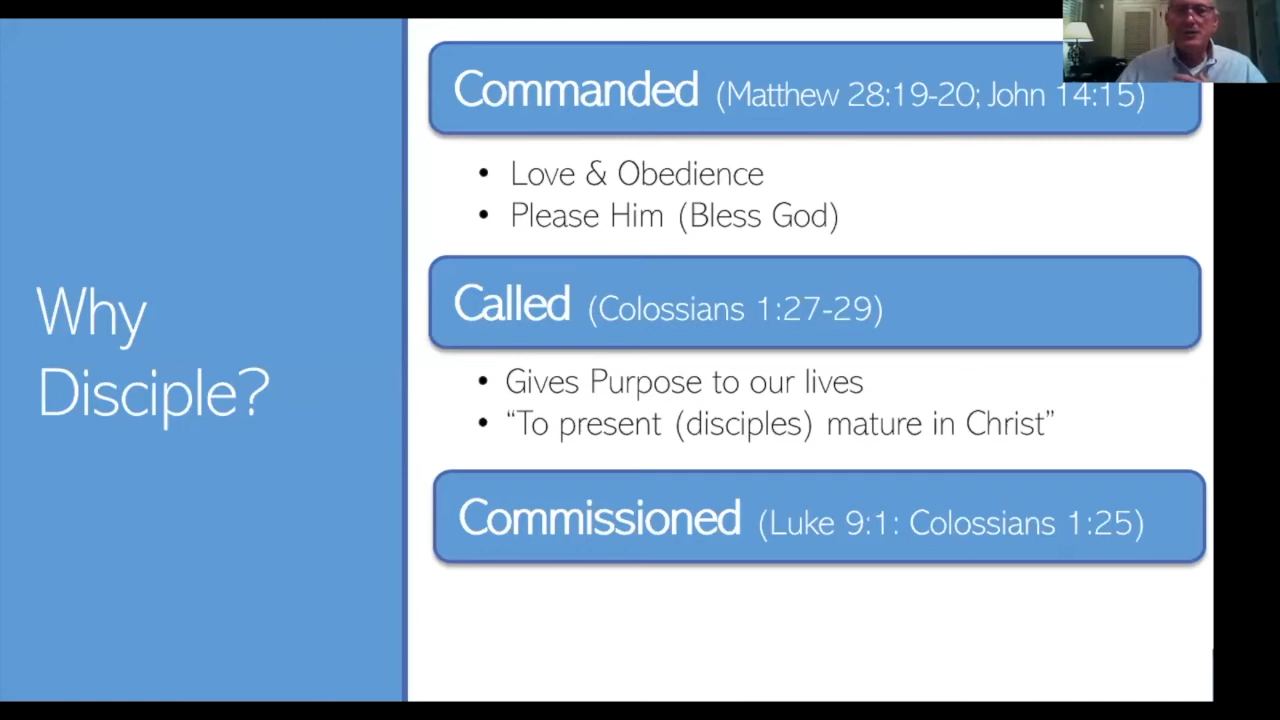 Why
Disciple?
Commanded (Matthew 28:19-20; John 14:15)
• Love & Obedience
• Please Him (Bless God)
Called (Colossians 1:27-29)
• Gives Purpose to our lives
• “To present (disciples) mature in Christ”
Commissioned (Luke 9:1: Colossians 1:25)